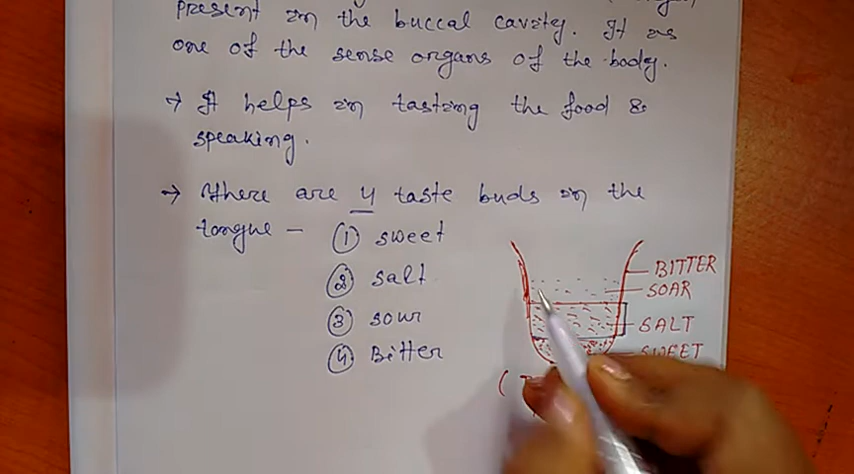 present in the buccal cavity. It is
one of the sense organs of the body.
→ It helps in tasting the food &
speaking.
→ There are 4 taste buds in the
tongue - ① sweet
② salt
③ sour
④ Bitter
BITTER
SOAR
SALT
SWEET